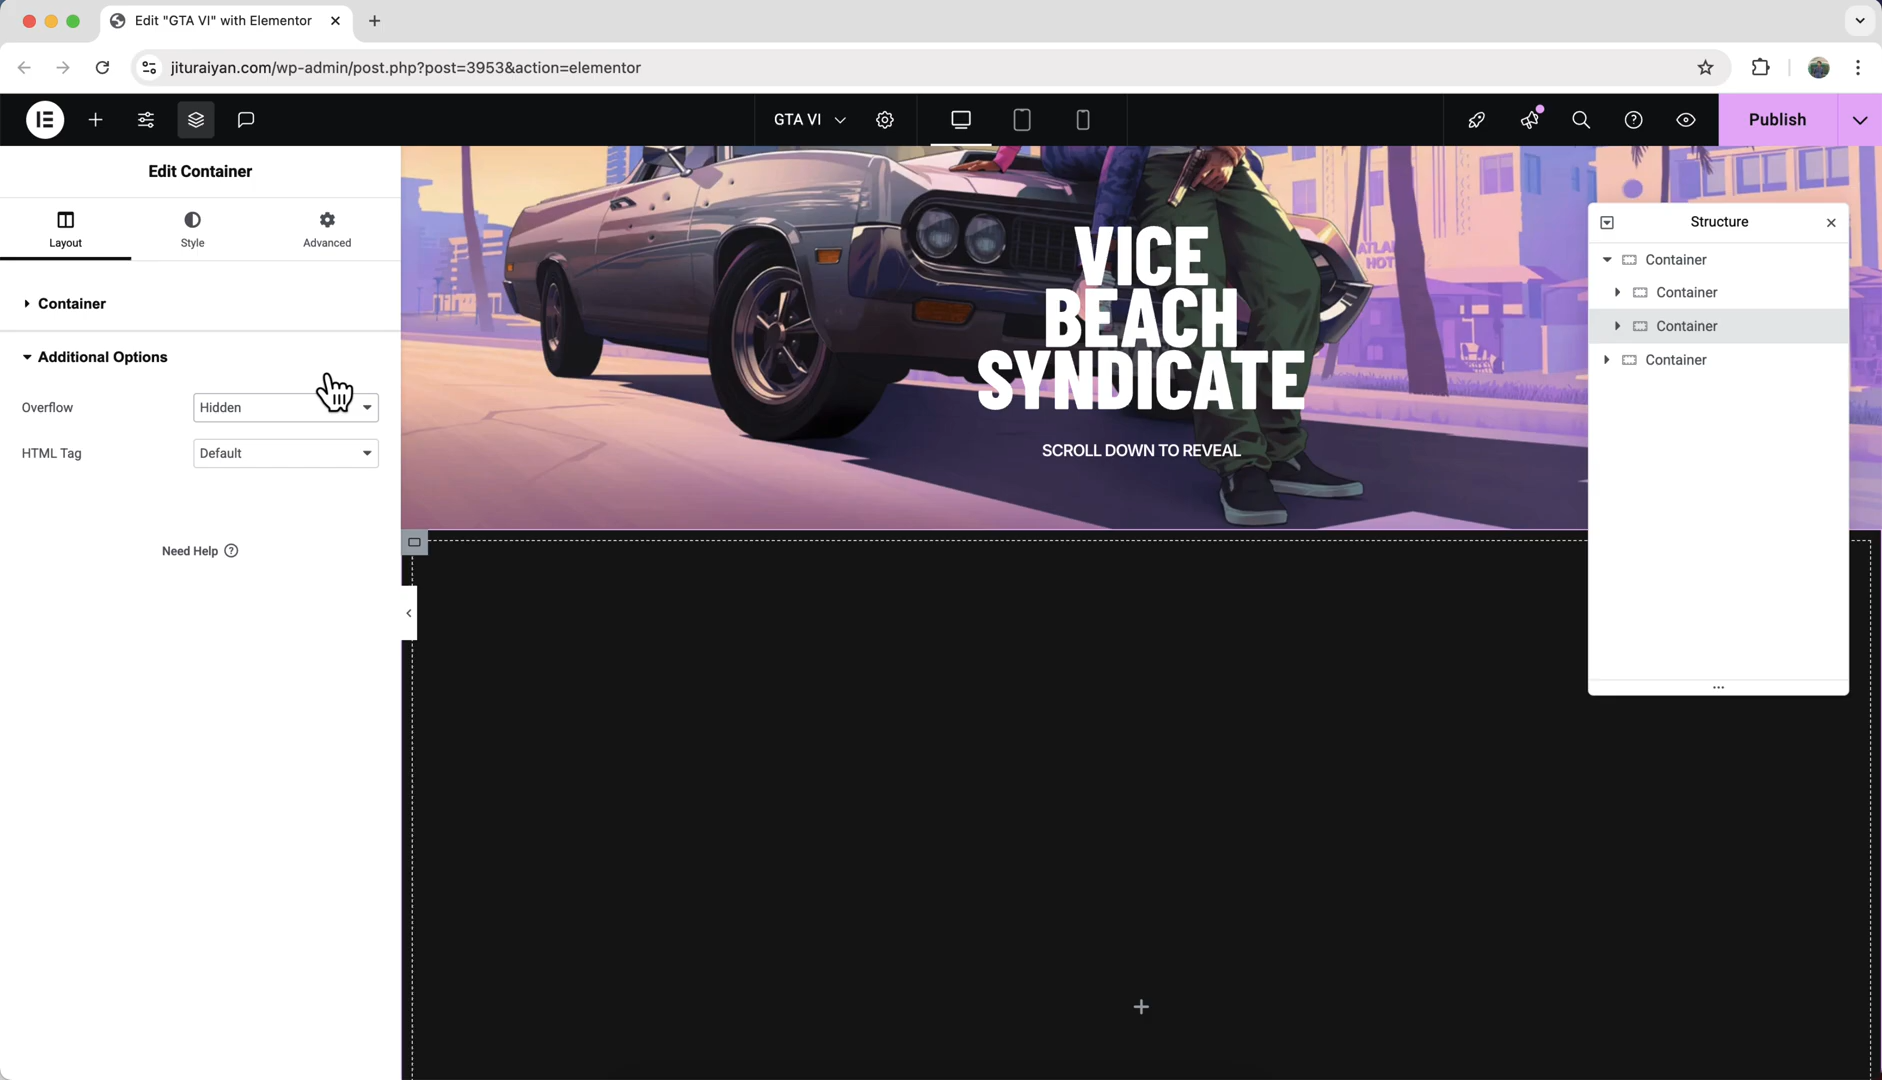 Edit "GTA VI" with Elementor
jituraiyan.com/wp-admin/post.php?post=3953&action=elementor
GTA VI
Publish
Edit Container
Layout
Style
Advanced
Container
Additional Options
Overflow
Hidden
HTML Tag
Default
Need Help
VICE
BEACH
SYNDICATE
SCROLL DOWN TO REVEAL
Structure
Container
Container
Container
Container